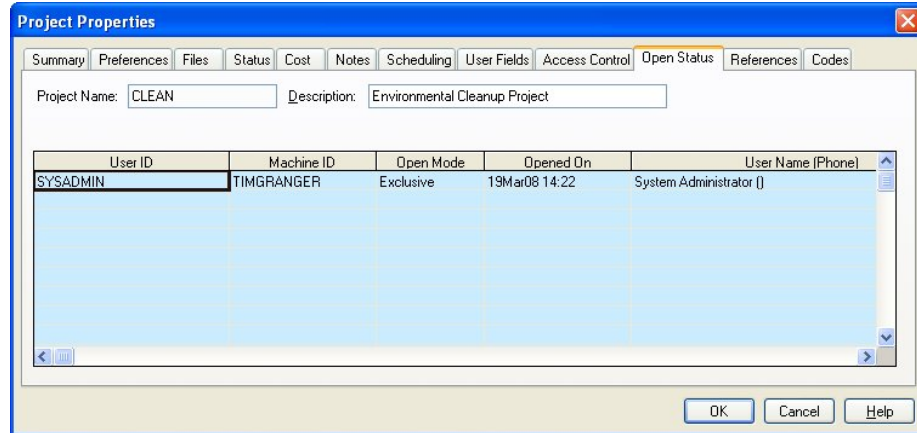 Project Properties
Summary Preferences Files Status Cost Notes Scheduling User Fields Access Control Open Status References Codes
Project Name: CLEAN Description: Environmental Cleanup Project
User ID Machine ID Open Mode Opened On User Name (Phone)
SYSADMIN TIMGRANGER Exclusive 19Mar08 14:22 System Administrator ()
OK Cancel Help